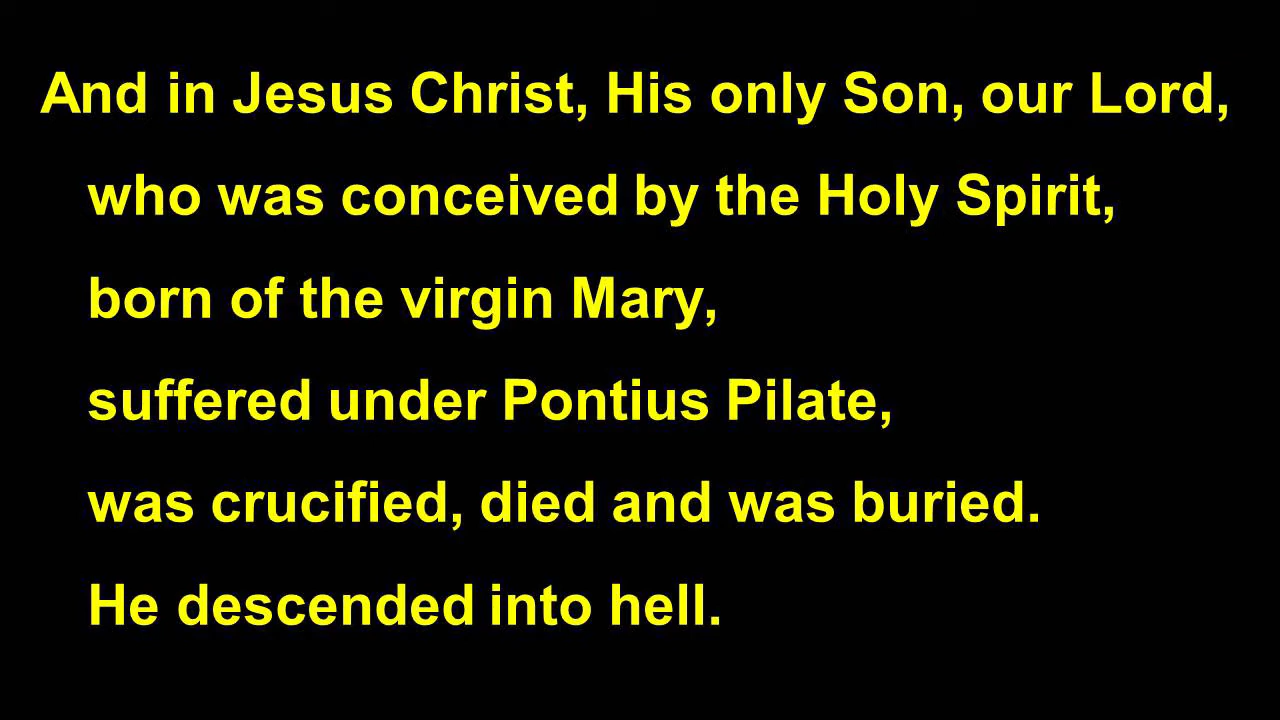 And in Jesus Christ, His only Son, our Lord,
who was conceived by the Holy Spirit,
born of the virgin Mary,
suffered under Pontius Pilate,
was crucified, died and was buried.
He descended into hell.